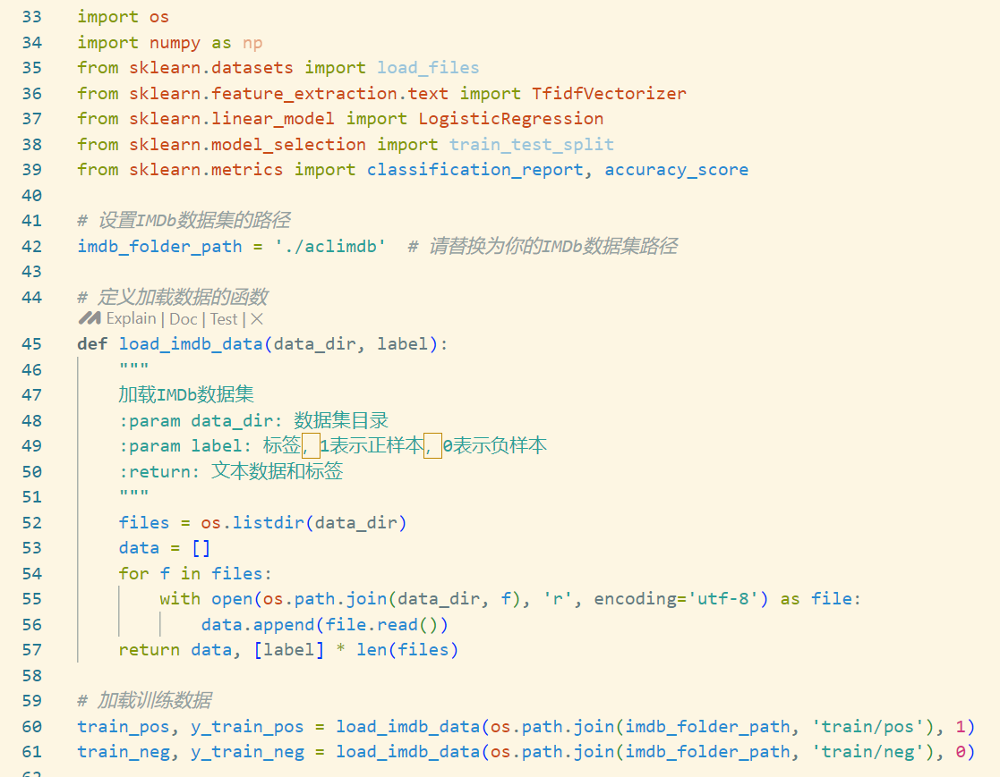 33 import os
34 import numpy as np
35 from sklearn.datasets import load_files
36 from sklearn.feature_extraction.text import TfidfVectorizer
37 from sklearn.linear_model import LogisticRegression
38 from sklearn.model_selection import train_test_split
39 from sklearn.metrics import classification_report, accuracy_score
40
41 # 设置IMDb数据集的路径
42 imdb_folder_path = './aclimdb'  # 请替换为你的IMDb数据集路径
43
44 # 定义加载数据的函数
Explain | Doc | Test | ×
45 def load_imdb_data(data_dir, label):
46     """
47     加载IMDb数据集
48     :param data_dir: 数据集目录
49     :param label: 标签，1表示正样本，0表示负样本
50     :return: 文本数据和标签
51     """
52     files = os.listdir(data_dir)
53     data = []
54     for f in files:
55         with open(os.path.join(data_dir, f), 'r', encoding='utf-8') as file:
56             data.append(file.read())
57     return data, [label] * len(files)
58
59 # 加载训练数据
60 train_pos, y_train_pos = load_imdb_data(os.path.join(imdb_folder_path, 'train/pos'), 1)
61 train_neg, y_train_neg = load_imdb_data(os.path.join(imdb_folder_path, 'train/neg'), 0)